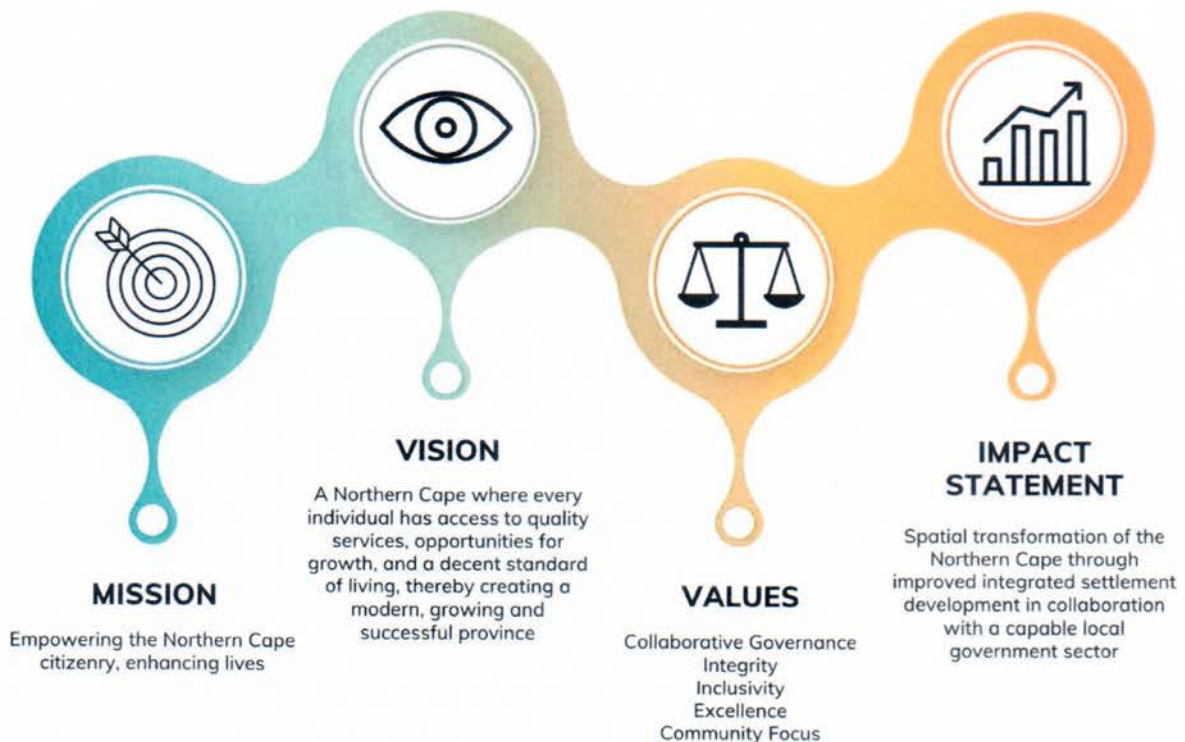 MISSION
Empowering the Northern Cape
citizenry, enhancing lives
VISION
A Northern Cape where every
individual has access to quality
services, opportunities for
growth, and a decent standard
of living, thereby creating a
modern, growing and
successful province
VALUES
Collaborative Governance
Integrity
Inclusivity
Excellence
Community Focus
IMPACT
STATEMENT
Spatial transformation of the
Northern Cape through
improved integrated settlement
development in collaboration
with a capable local
government sector